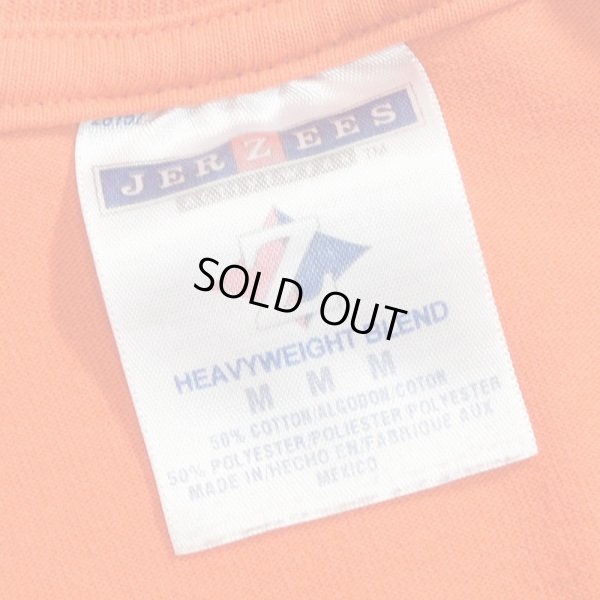 JERZEES
TM
Z
SOLD OUT
HEAVYWEIGHT BLEND
M M M
50% COTTON/ALGODON/COTON
50% POLYESTER/POLIESTER/POLYESTER
MADE IN/HECHO EN/FABRIQUE AUX
MEXICO